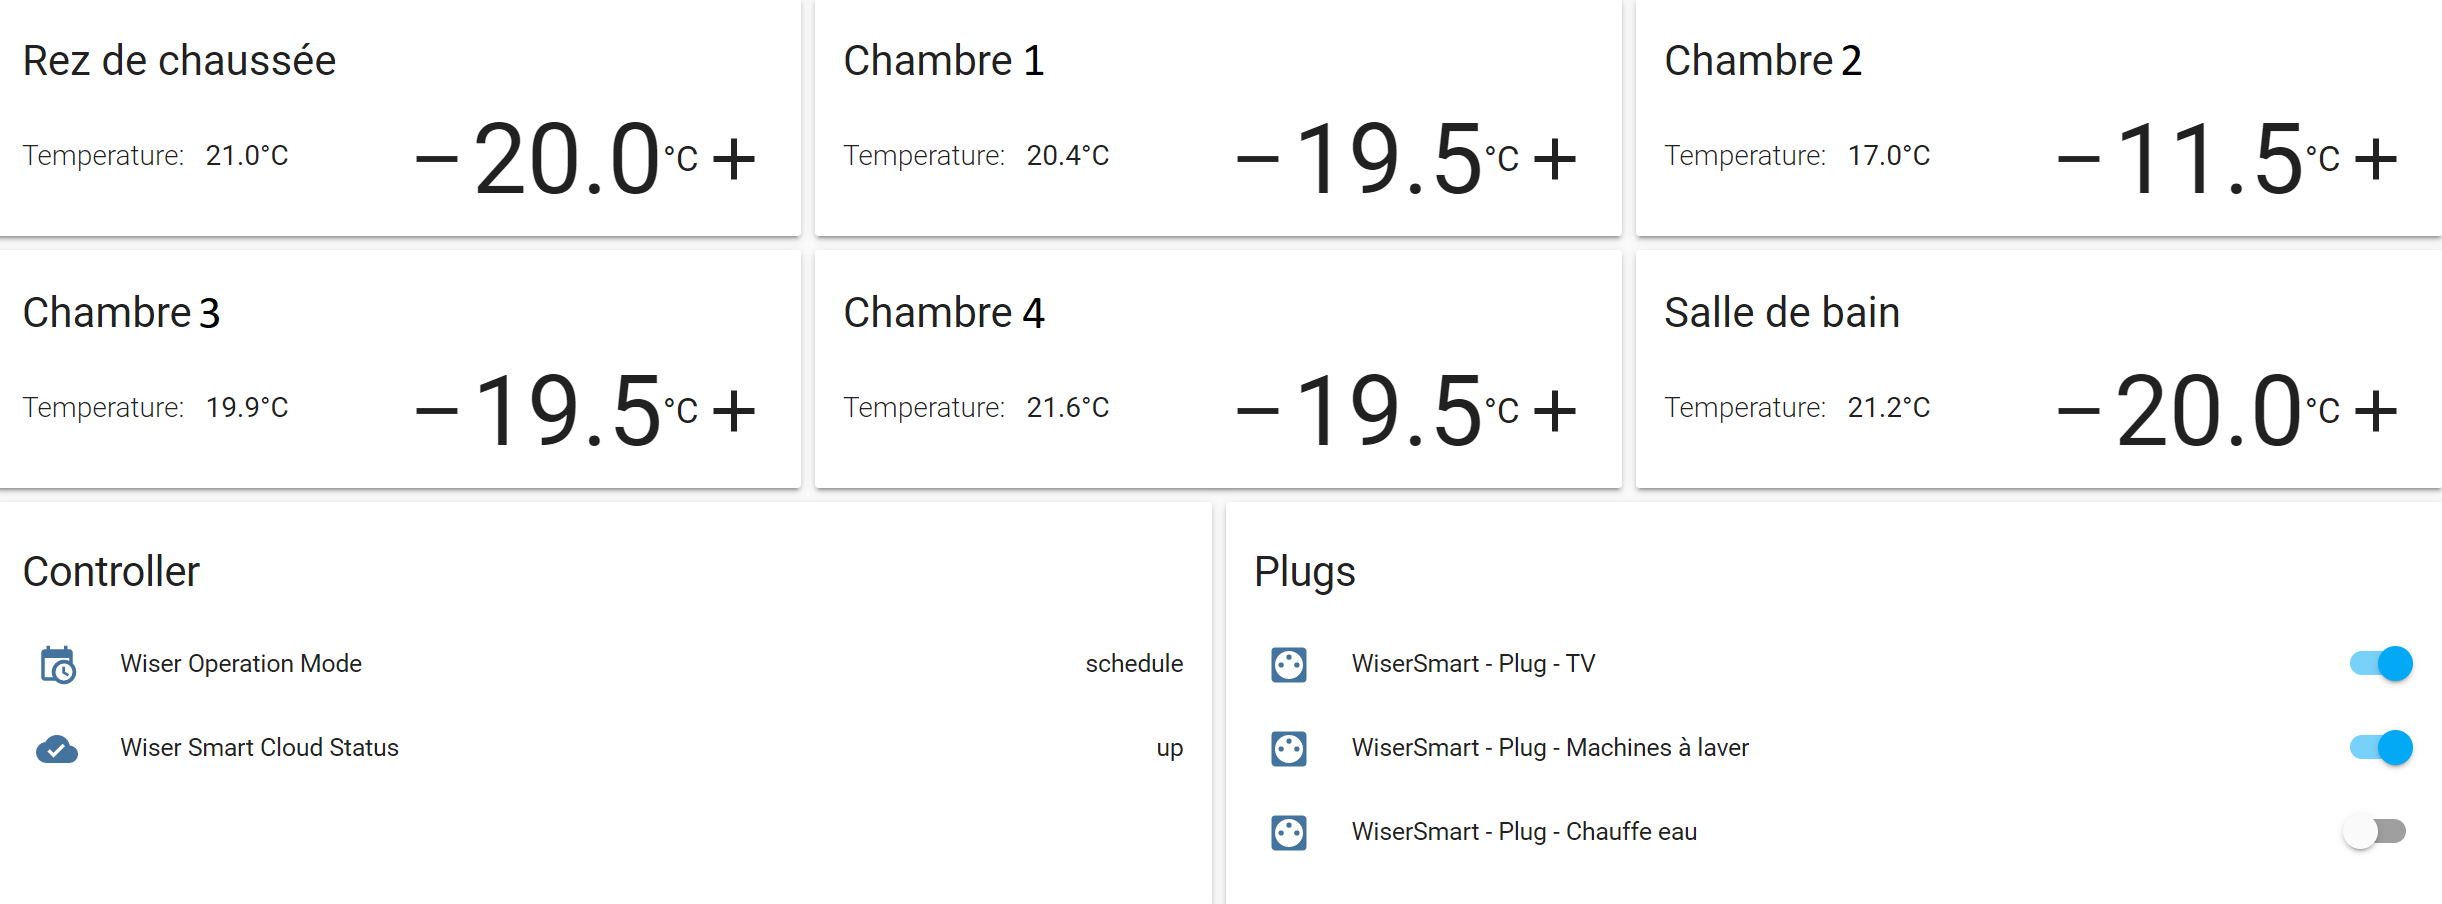 Rez de chaussée
Temperature: 21.0°C − 20.0 °C +
Chambre 1
Temperature: 20.4°C − 19.5 °C +
Chambre 2
Temperature: 17.0°C − 11.5 °C +
Chambre 3
Temperature: 19.9°C − 19.5 °C +
Chambre 4
Temperature: 21.6°C − 19.5 °C +
Salle de bain
Temperature: 21.2°C − 20.0 °C +
Controller
Wiser Operation Mode schedule
Wiser Smart Cloud Status up
Plugs
WiserSmart - Plug - TV
WiserSmart - Plug - Machines à laver
WiserSmart - Plug - Chauffe eau